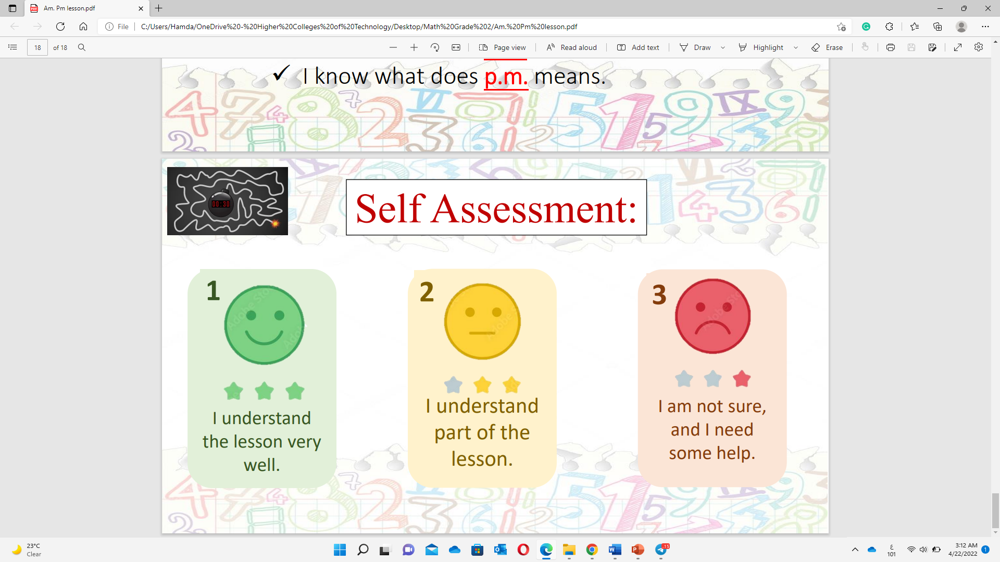 Am. Pm lesson.pdf
File
C:/Users/Hamda/OneDrive%20-%20Higher%20Colleges%20of%20Technology/Desktop/Math%20Grade%202/Am.%20Pm%20lesson.pdf
18 of 18
Page view
Read aloud
Add text
Draw
Highlight
Erase
✓ I know what does p.m. means.
00:30
Self Assessment:
1
I understand
the lesson very
well.
2
I understand
part of the
lesson.
3
I am not sure,
and I need
some help.
23°C
Clear
15
ع
101
3:12 AM
4/22/2022
1